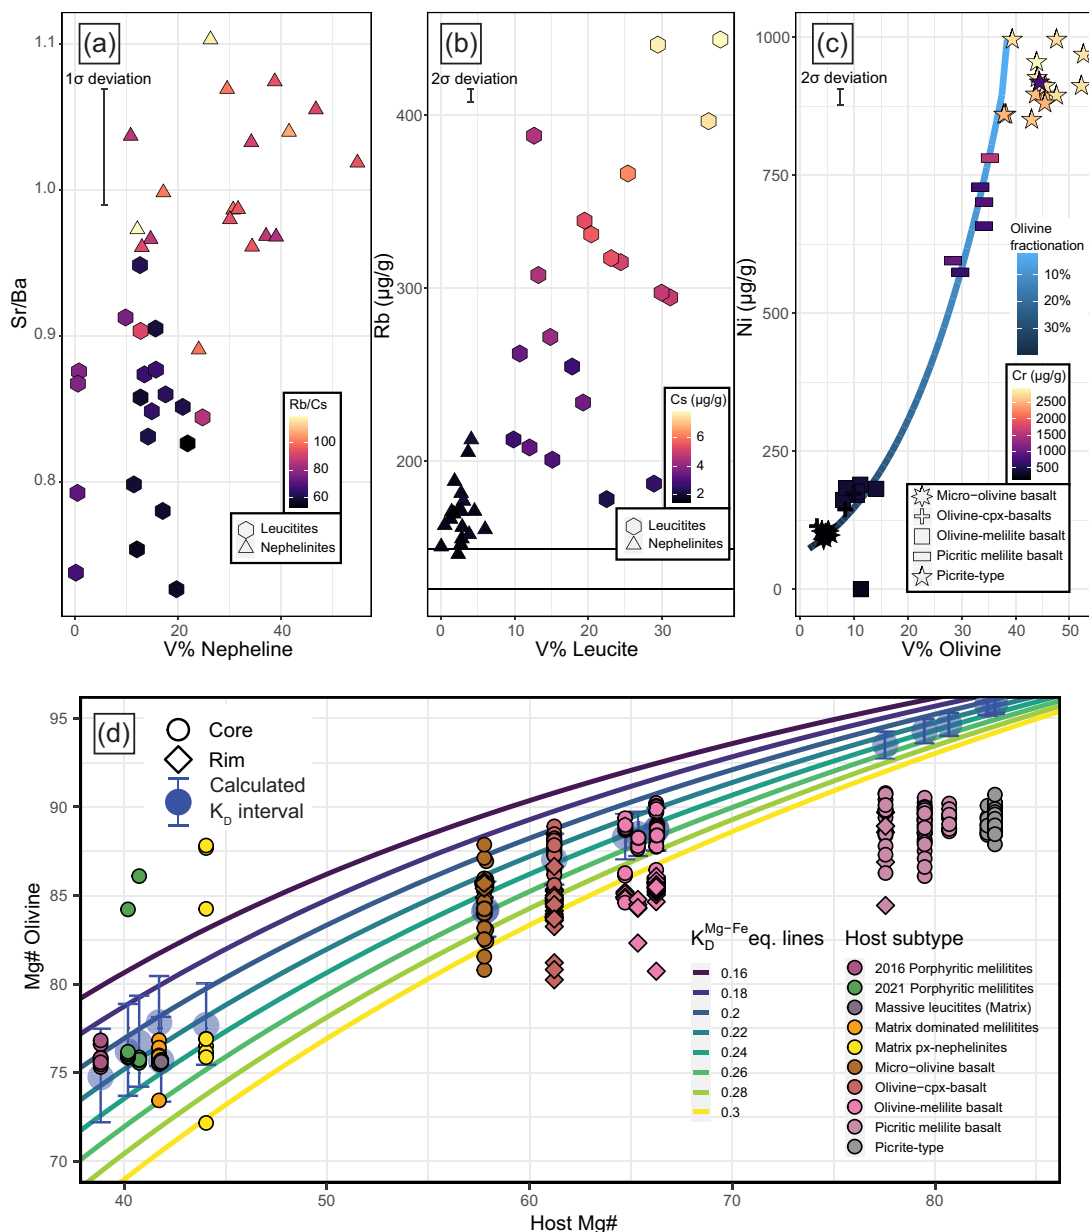 (a)
1σ deviation
1.1
1.0
0.9
0.8
Sr/Ba
Rb/Cs
100
80
60
Leucitites
Nephelinites
0
20
40
V% Nepheline
(b)
2σ deviation
400
300
200
Rb (µg/g)
Cs (µg/g)
6
4
2
Leucitites
Nephelinites
0
10
20
30
V% Leucite
(c)
2σ deviation
1000
750
500
250
0
Ni (µg/g)
Olivine
fractionation
10%
20%
30%
Cr (µg/g)
2500
2000
1500
1000
500
Micro−olivine basalt
Olivine-cpx-basalts
Olivine-melilite basalt
Picritic melilite basalt
Picrite-type
0
10
20
30
40
50
V% Olivine
(d)
Core
Rim
Calculated
K_D interval
95
90
85
80
75
70
Mg# Olivine
K_D^Mg−Fe eq. lines
0.16
0.18
0.2
0.22
0.24
0.26
0.28
0.3
Host subtype
2016 Porphyritic melilitites
2021 Porphyritic melilitites
Massive leucitites (Matrix)
Matrix dominated melilitites
Matrix px-nephelinites
Micro-olivine basalt
Olivine-cpx-basalt
Olivine-melilite basalt
Picritic melilite basalt
Picrite-type
40
50
60
70
80
Host Mg#